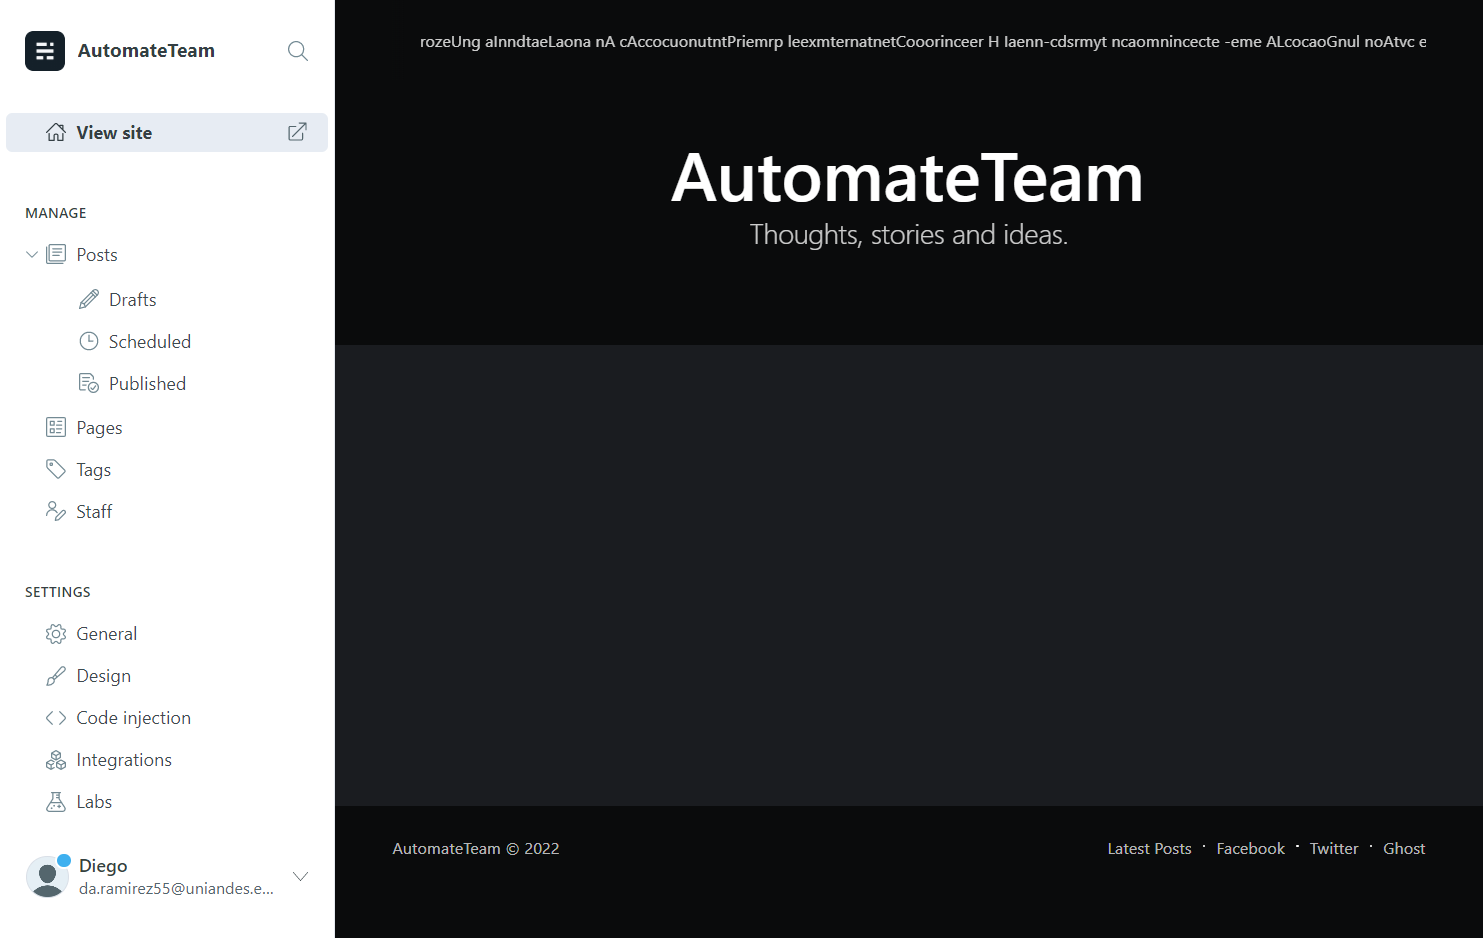 AutomateTeam
View site
MANAGE
Posts
Drafts
Scheduled
Published
Pages
Tags
Staff
SETTINGS
General
Design
Code injection
Integrations
Labs
Diego
da.ramirez55@uniandes.e...
rozeUng aInndtaeLaona nA cAccocuonutntPriemrp leexmternatnetCooorinceer H Iaenn-cdsrmyt ncaomnincecte -eme ALcocaoGnul noAtvc e
AutomateTeam
Thoughts, stories and ideas.
AutomateTeam © 2022
Latest Posts · Facebook · Twitter · Ghost